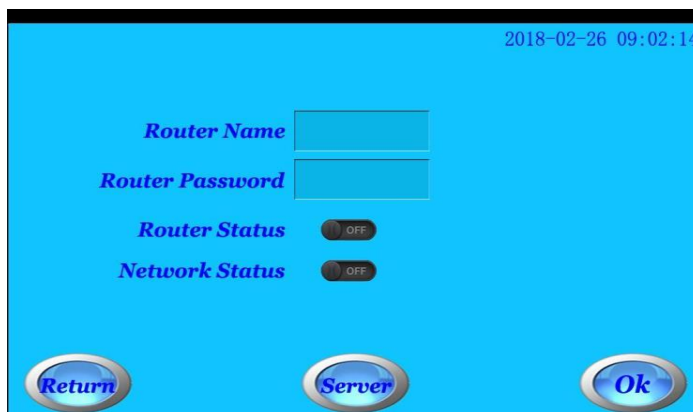 2018-02-26 09:02:14
Router Name
Router Password
Router Status OFF
Network Status OFF
Return Server Ok